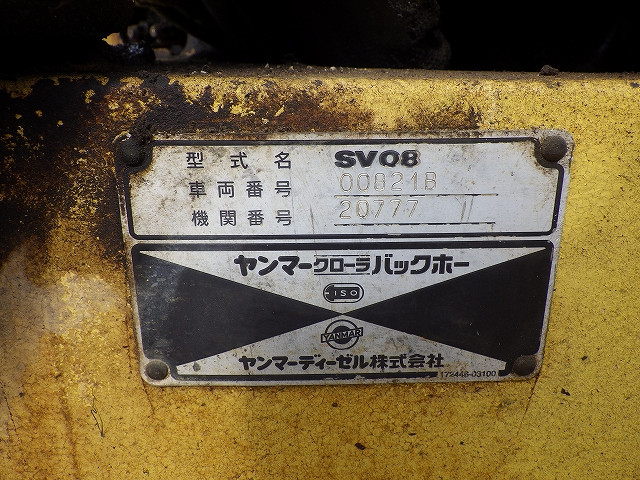 型式名 SV08
車両番号 00821B
機関番号 20777
ヤンマークローラバックホー
ISO
YANMAR
ヤンマーディーゼル株式会社
172448-03100